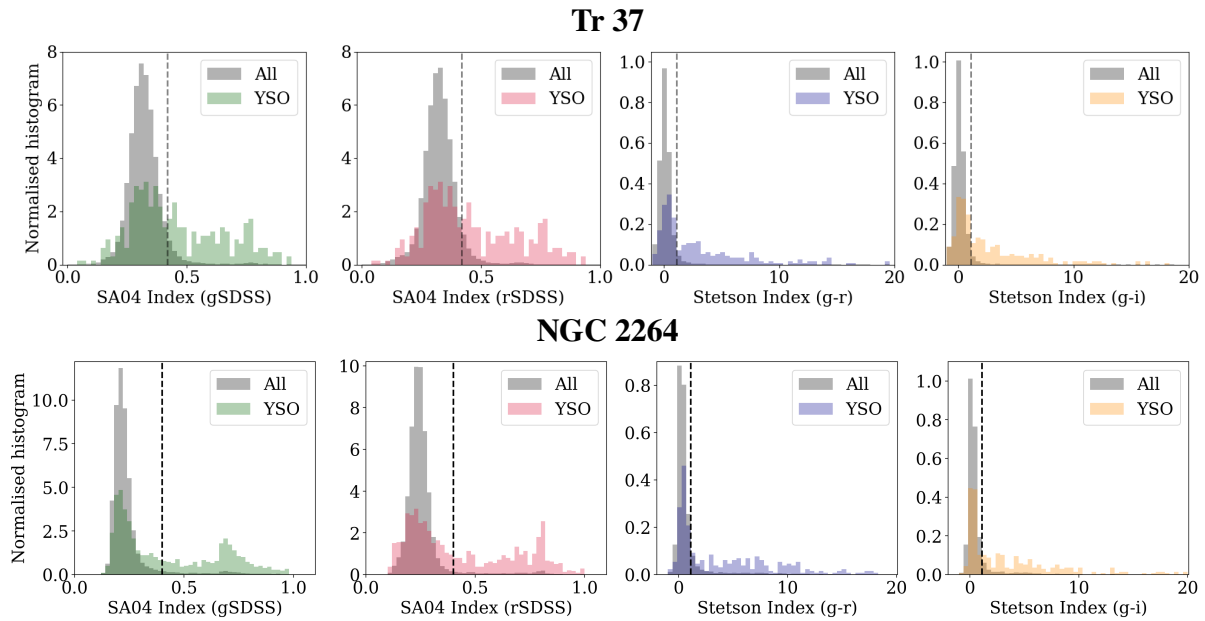 Tr 37
Normalised histogram
8
6
4
2
0
All
YSO
0.0 0.5 1.0
SA04 Index (gSDSS)
8
6
4
2
0
All
YSO
0.0 0.5 1.0
SA04 Index (rSDSS)
1.0
0.8
0.6
0.4
0.2
0.0
All
YSO
0 10 20
Stetson Index (g-r)
1.0
0.8
0.6
0.4
0.2
0.0
All
YSO
0 10 20
Stetson Index (g-i)
NGC 2264
Normalised histogram
10.0
7.5
5.0
2.5
0.0
All
YSO
0.0 0.5 1.0
SA04 Index (gSDSS)
10
8
6
4
2
0
All
YSO
0.0 0.5 1.0
SA04 Index (rSDSS)
0.8
0.6
0.4
0.2
0.0
All
YSO
0 10 20
Stetson Index (g-r)
1.0
0.8
0.6
0.4
0.2
0.0
All
YSO
0 10 20
Stetson Index (g-i)